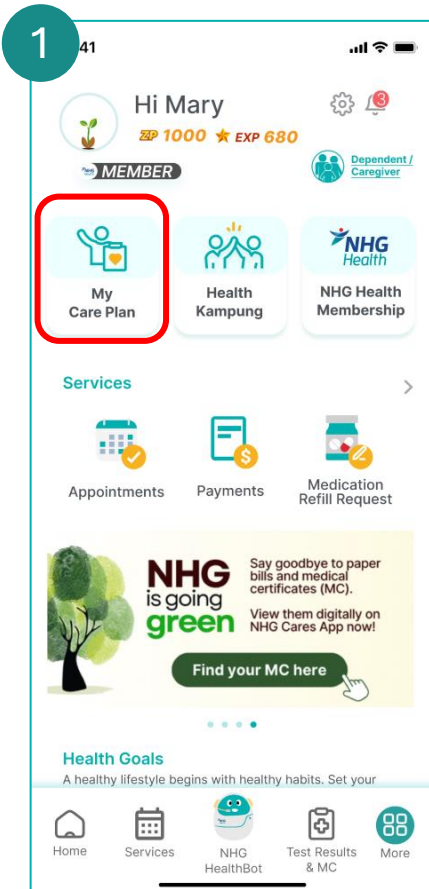 1
41
Hi Mary
3
ZP 1000 EXP 680
MEMBER
Dependent /
Caregiver
My
Care Plan
Health
Kampung
NHG
Health
NHG Health
Membership
Services
>
Appointments
Payments
$
Medication
Refill Request
NHG
is going
green
Say goodbye to paper
bills and medical
certificates (MC).
View them digitally on
NHG Cares App now!
Find your MC here
Health Goals
A healthy lifestyle begins with healthy habits. Set your
Home
Services
NHG
HealthBot
Test Results
& MC
More